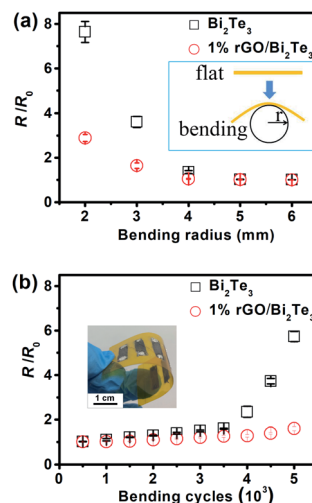 (a)
8
6
4
2
0
R/R₀
Bi₂Te₃
1% rGO/Bi₂Te₃
flat
bending
r
2 3 4 5 6
Bending radius (mm)
(b)
8
6
4
2
0
R/R₀
Bi₂Te₃
1% rGO/Bi₂Te₃
1 cm
0 1 2 3 4 5
Bending cycles (10³)